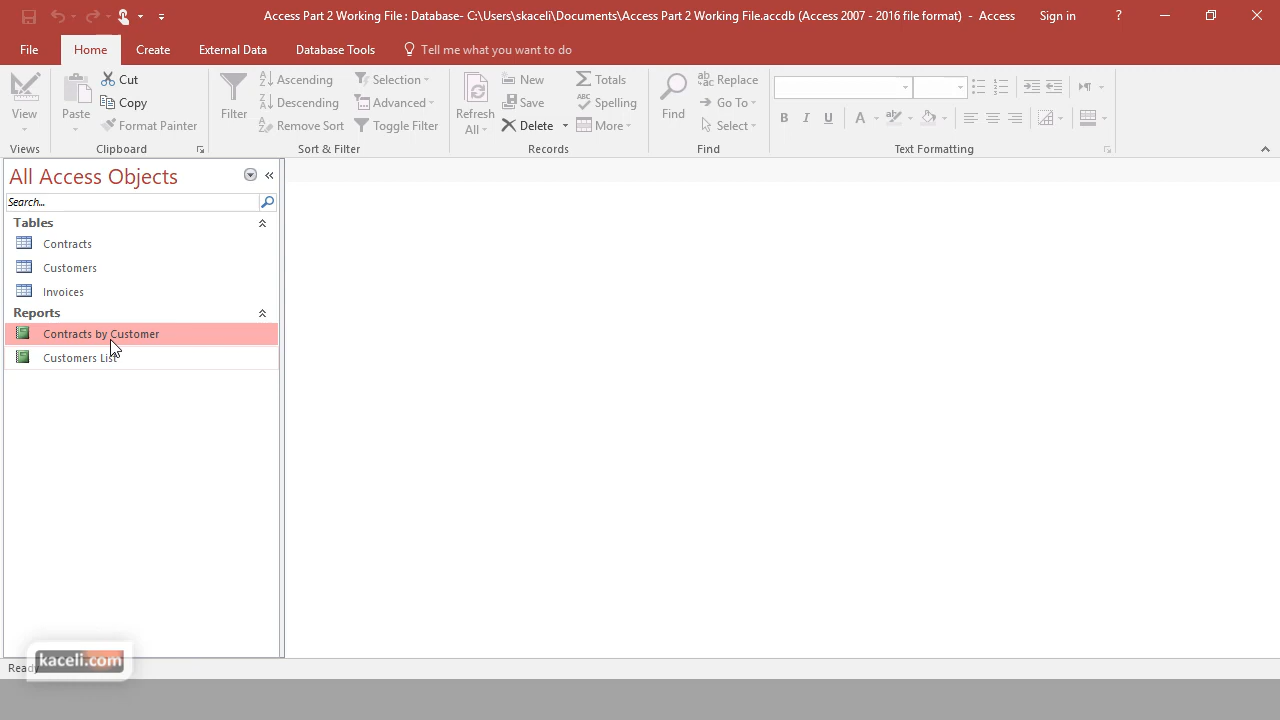 Access Part 2 Working File : Database- C:\Users\skaceli\Documents\Access Part 2 Working File.accdb (Access 2007 - 2016 file format) - Access
Sign in
?
File
Home
Create
External Data
Database Tools
Tell me what you want to do
View
Views
Paste
Cut
Copy
Format Painter
Clipboard
Filter
Ascending
Descending
Remove Sort
Selection
Advanced
Toggle Filter
Sort & Filter
Refresh
All
New
Save
Delete
Totals
Spelling
More
Records
Find
Replace
Go To
Select
Find
B I U A
Text Formatting
All Access Objects
Search...
Tables
Contracts
Customers
Invoices
Reports
Contracts by Customer
Customers List
Ready
kaceli.com